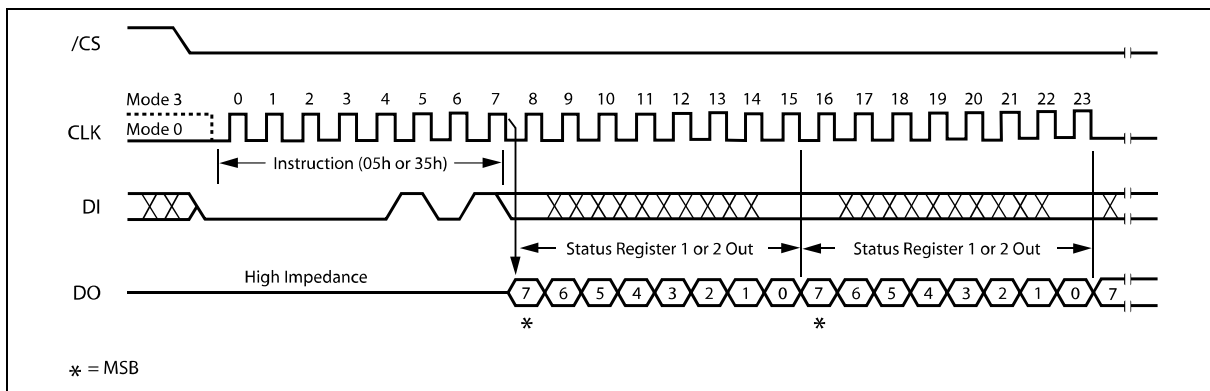 /CS
Mode 3
0 1 2 3 4 5 6 7 8 9 10 11 12 13 14 15 16 17 18 19 20 21 22 23
CLK
Mode 0
Instruction (05h or 35h)
DI
Status Register 1 or 2 Out Status Register 1 or 2 Out
High Impedance
DO
7 6 5 4 3 2 1 0 7 6 5 4 3 2 1 0 7
* *
* = MSB